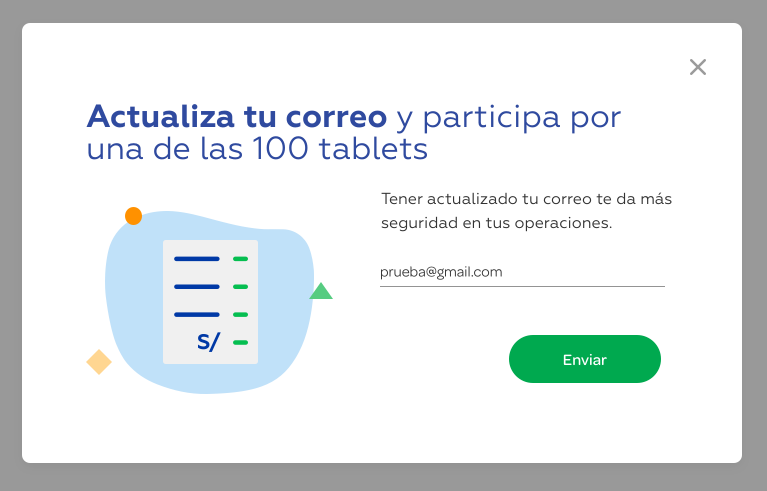 Actualiza tu correo y participa por
una de las 100 tablets
Tener actualizado tu correo te da más
seguridad en tus operaciones.
prueba@gmail.com
S/
Enviar